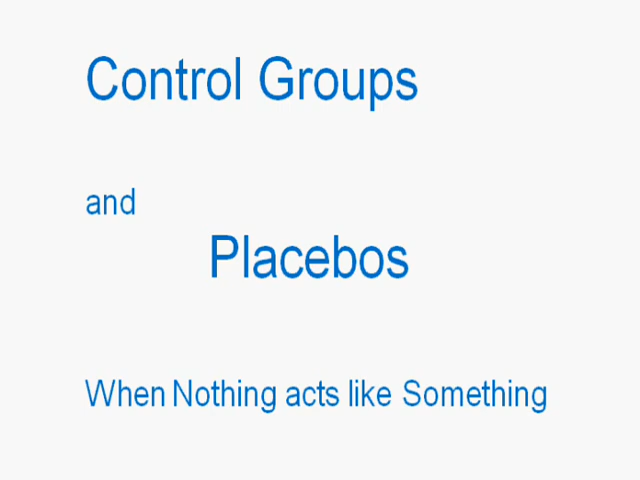 Control Groups
and
Placebos
When Nothing acts like Something